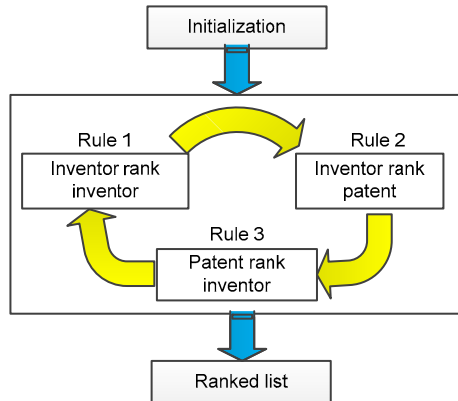 Initialization
Rule 1
Inventor rank
inventor
Rule 2
Inventor rank
patent
Rule 3
Patent rank
inventor
Ranked list